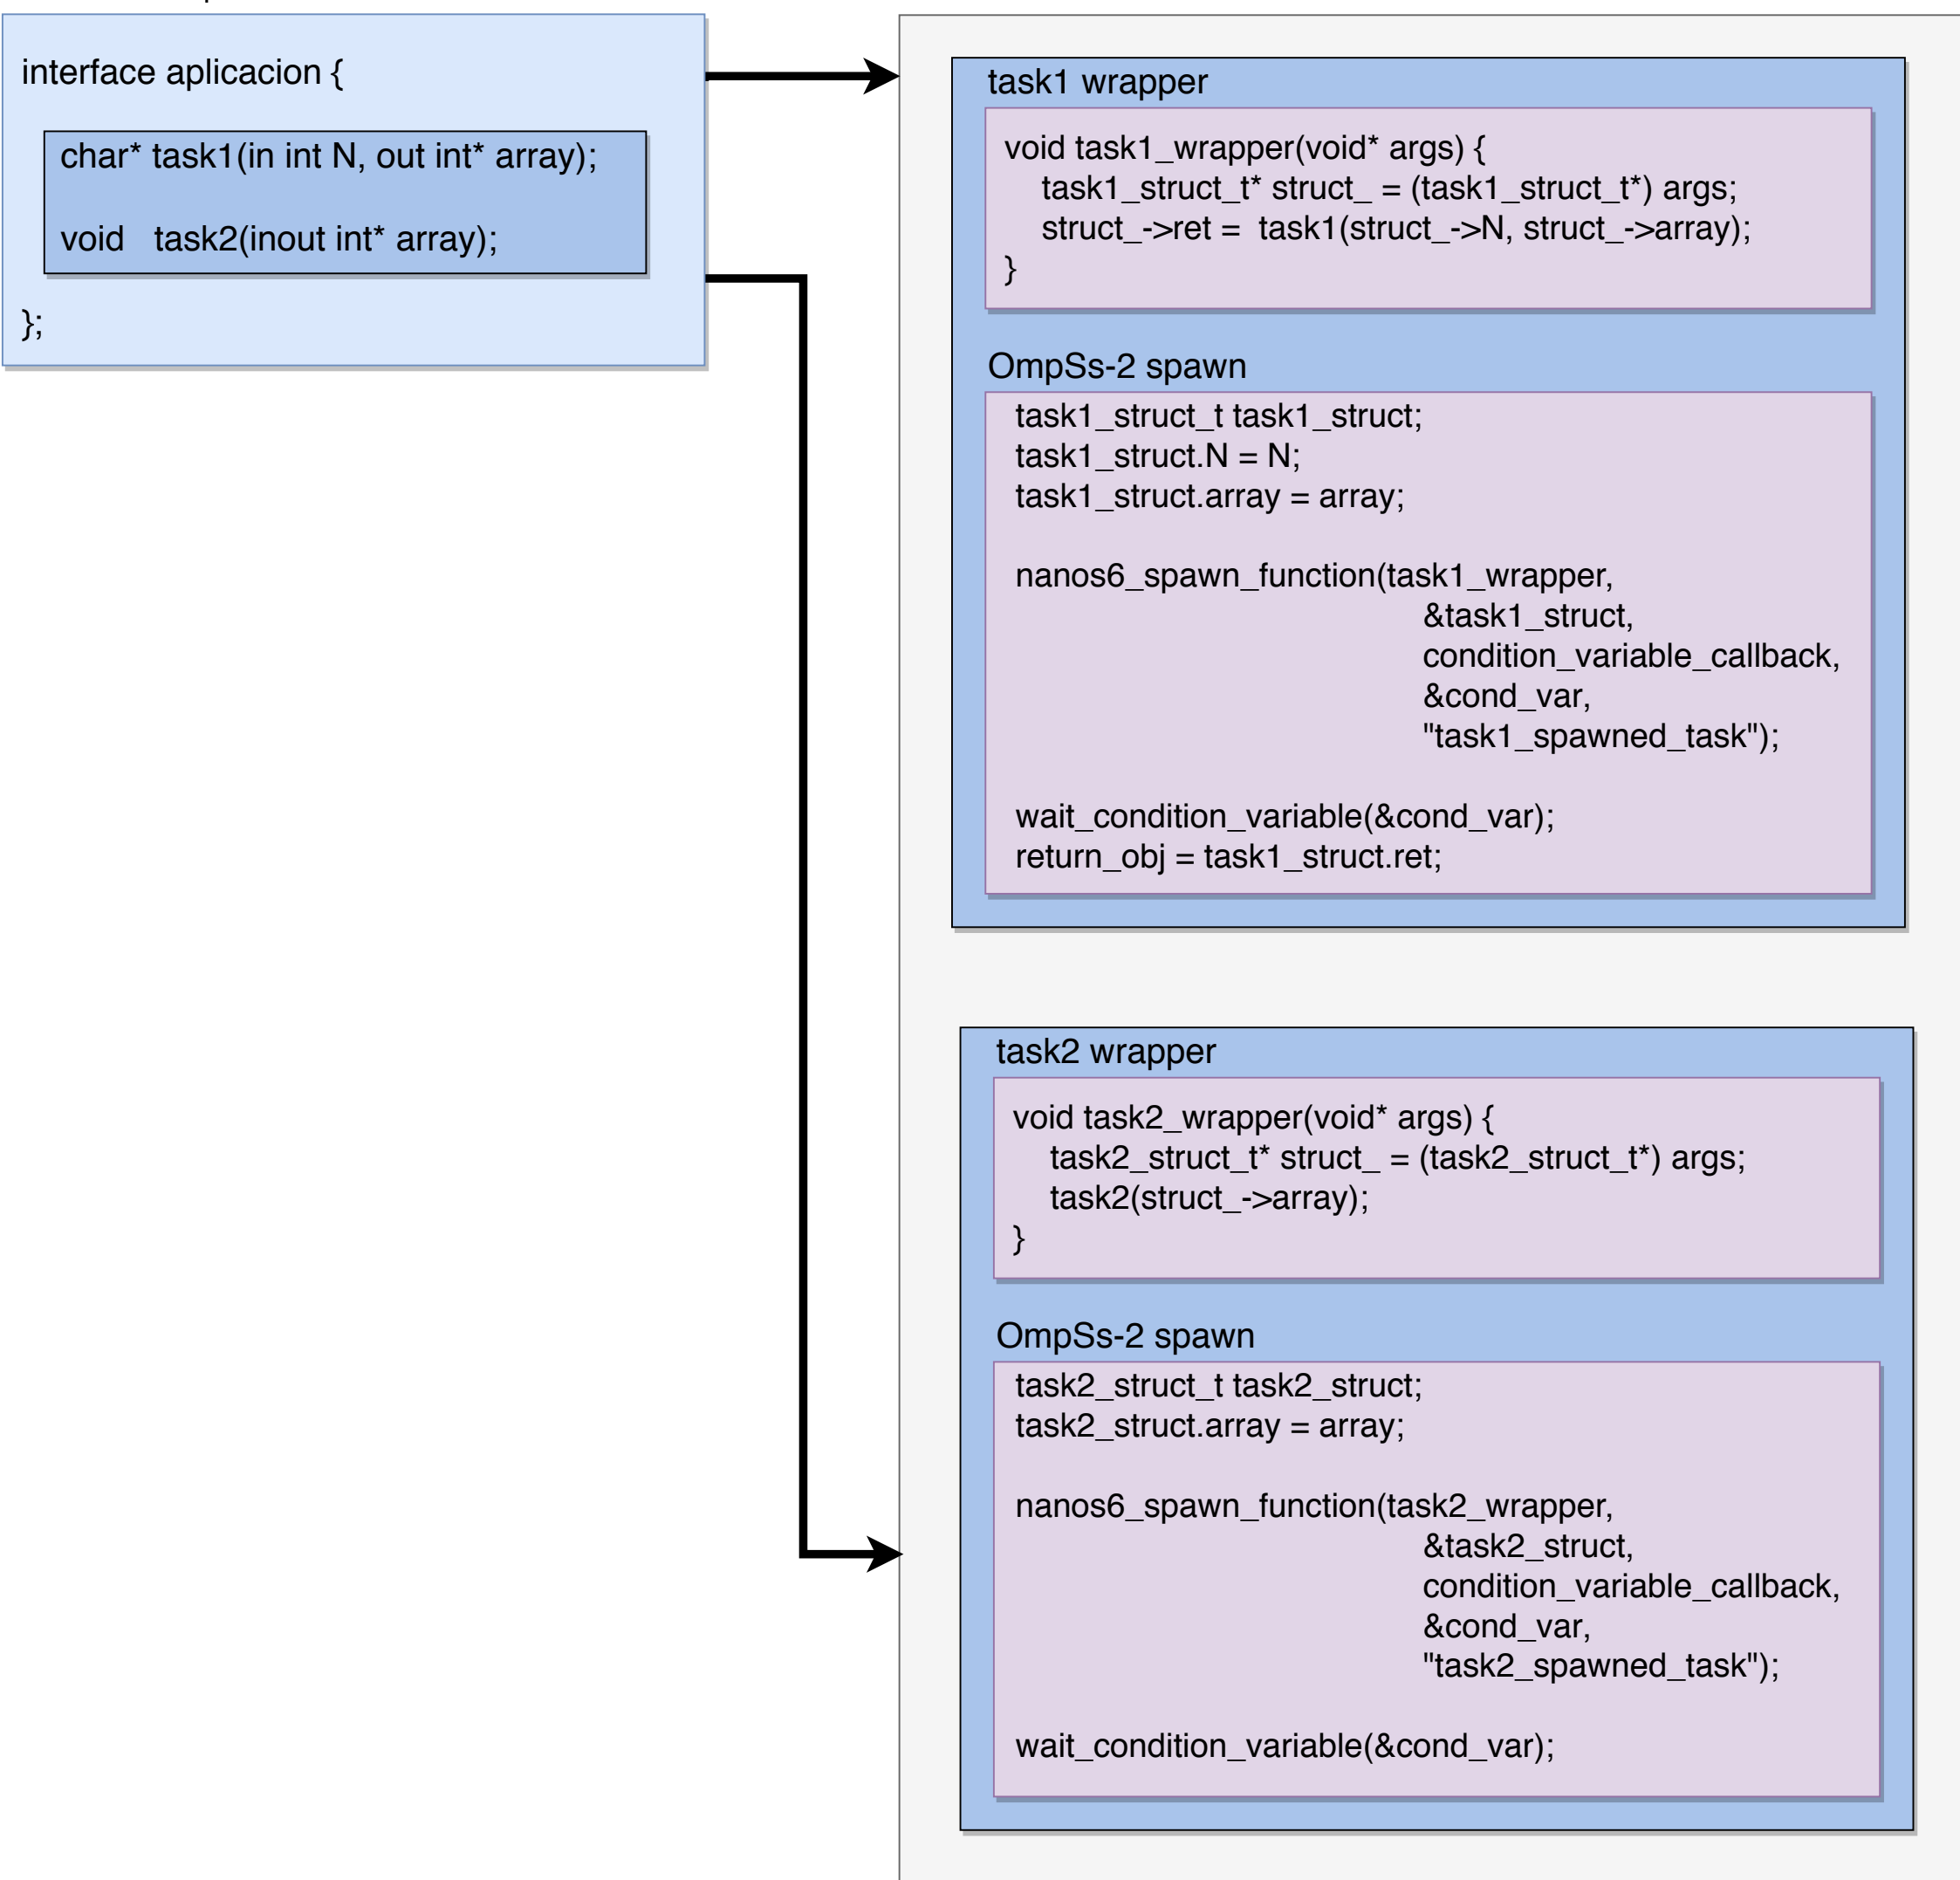 interface aplicacion {
char* task1(in int N, out int* array);
void task2(inout int* array);
};
task1 wrapper
void task1_wrapper(void* args) {
task1_struct_t* struct_ = (task1_struct_t*) args;
struct_->ret = task1(struct_->N, struct_->array);
}
OmpSs-2 spawn
task1_struct_t task1_struct;
task1_struct.N = N;
task1_struct.array = array;
nanos6_spawn_function(task1_wrapper,
&task1_struct,
condition_variable_callback,
&cond_var,
"task1_spawned_task");
wait_condition_variable(&cond_var);
return_obj = task1_struct.ret;
task2 wrapper
void task2_wrapper(void* args) {
task2_struct_t* struct_ = (task2_struct_t*) args;
task2(struct_->array);
}
OmpSs-2 spawn
task2_struct_t task2_struct;
task2_struct.array = array;
nanos6_spawn_function(task2_wrapper,
&task2_struct,
condition_variable_callback,
&cond_var,
"task2_spawned_task");
wait_condition_variable(&cond_var);